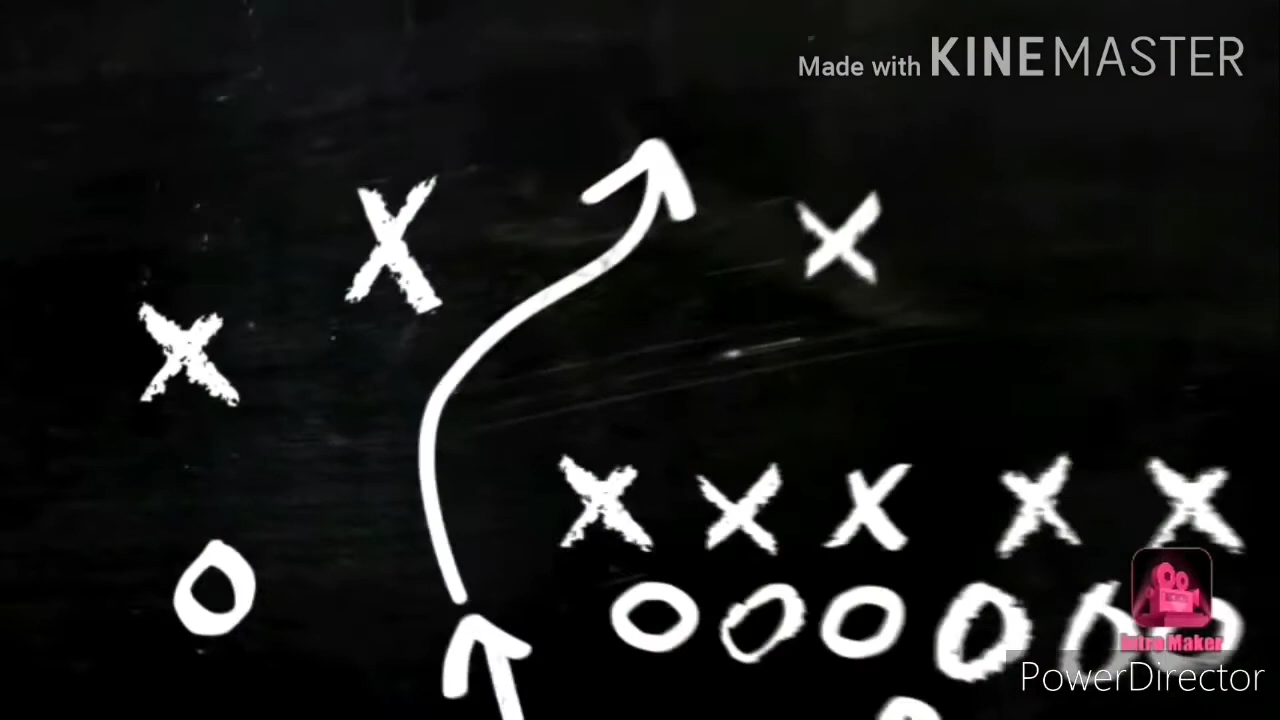 Made with KINEMASTER
X X
X
X X X X X
O
O O O O O O
Intro Maker
PowerDirector